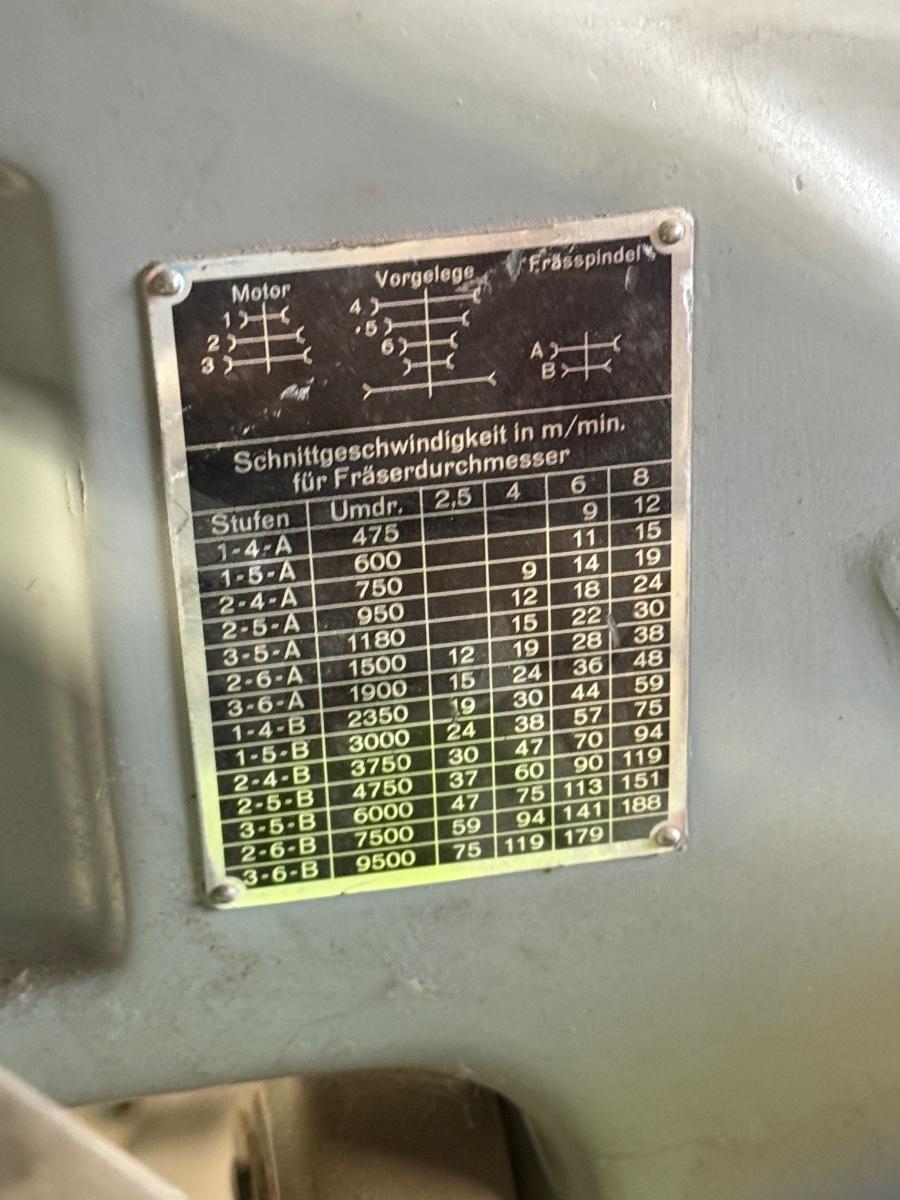 Motor Vorgelege Frässpindel
1 4
2 5 A
3 6 B
Schnittgeschwindigkeit in m/min.
für Fräserdurchmesser
Stufen Umdr. 2,5 4 6 8
1-4-A 475 9 12
1-5-A 600 11 15
2-4-A 750 9 14 19
2-5-A 950 12 18 24
3-5-A 1180 15 22 30
2-6-A 1500 12 19 28 38
3-6-A 1900 15 24 36 48
1-4-B 2350 19 30 44 59
1-5-B 3000 24 38 57 75
2-4-B 3750 30 47 70 94
2-5-B 4750 37 60 90 119
3-5-B 6000 47 75 113 151
2-6-B 7500 59 94 141 188
3-6-B 9500 75 119 179